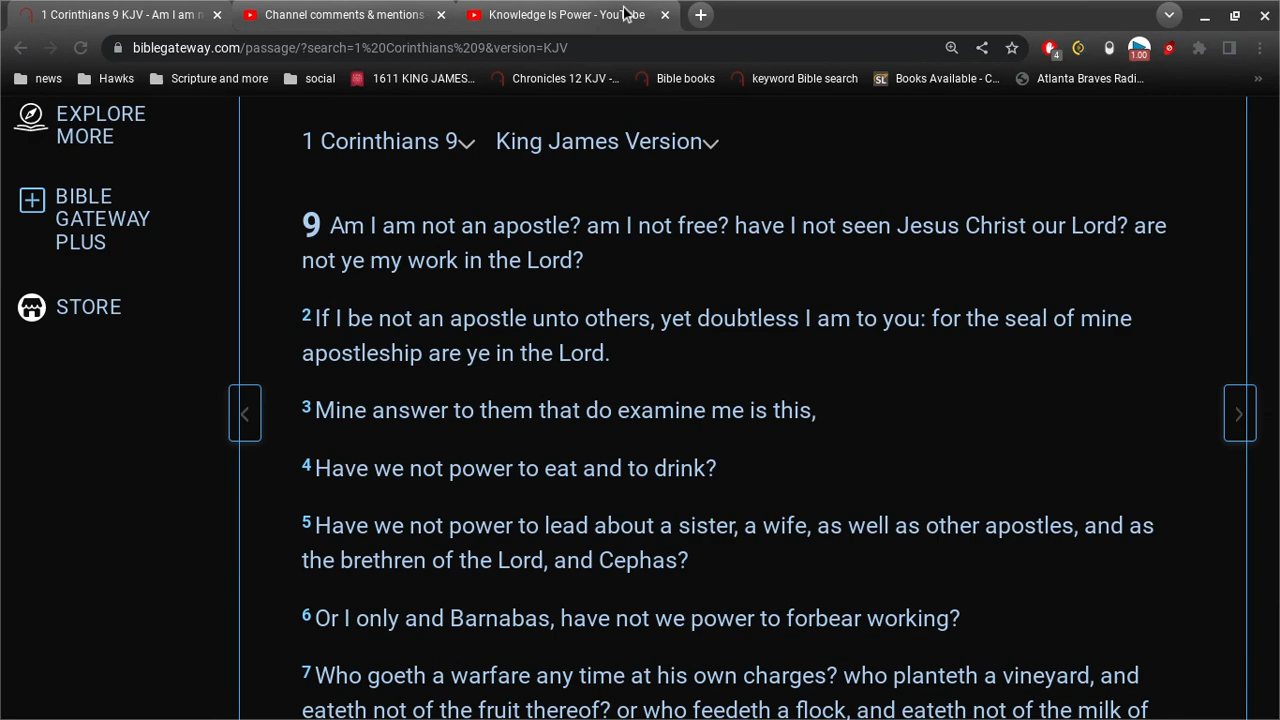 1 Corinthians 9 KJV - Am I am n
Channel comments & mentions
Knowledge Is Power - YouTube
biblegateway.com/passage/?search=1%20Corinthians%209&version=KJV
4
1.00
news
Hawks
Scripture and more
social
1611 KING JAMES...
Chronicles 12 KJV -...
Bible books
keyword Bible search
SL
Books Available - C...
Atlanta Braves Radi...
»
EXPLORE
MORE
BIBLE
GATEWAY
PLUS
STORE
1 Corinthians 9
King James Version
9 Am I am not an apostle? am I not free? have I not seen Jesus Christ our Lord? are
not ye my work in the Lord?
2 If I be not an apostle unto others, yet doubtless I am to you: for the seal of mine
apostleship are ye in the Lord.
3 Mine answer to them that do examine me is this,
4 Have we not power to eat and to drink?
5 Have we not power to lead about a sister, a wife, as well as other apostles, and as
the brethren of the Lord, and Cephas?
6 Or I only and Barnabas, have not we power to forbear working?
7 Who goeth a warfare any time at his own charges? who planteth a vineyard, and
eateth not of the fruit thereof? or who feedeth a flock, and eateth not of the milk of